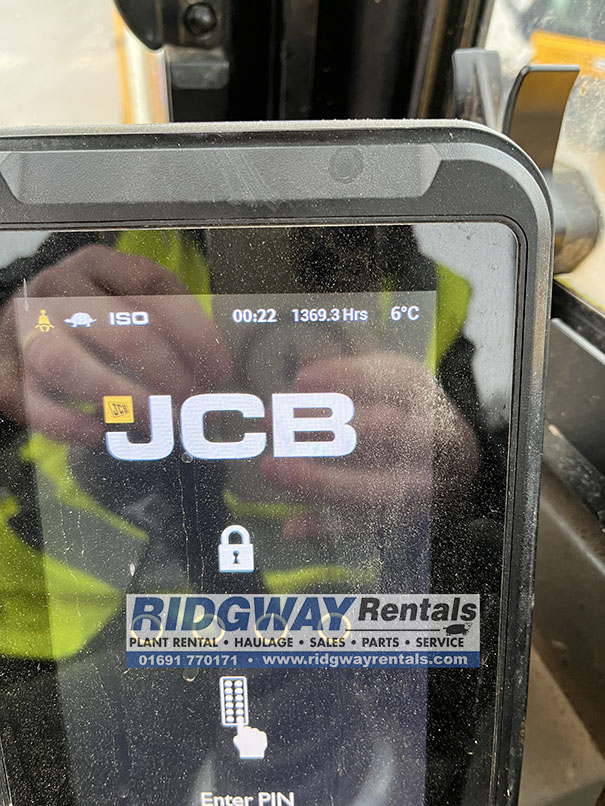 ISO 00:22 1369.3 Hrs 6°C
JCB
JCB
RIDGWAY Rentals
PLANT RENTAL • HAULAGE • SALES • PARTS • SERVICE
01691 770171 • www.ridgwayrentals.com
Enter PIN